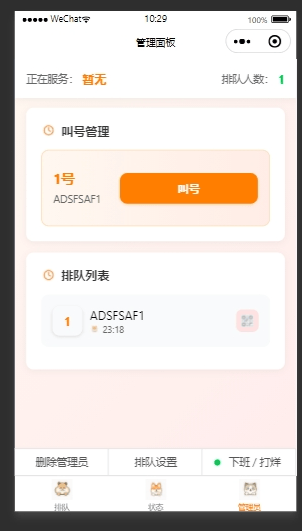 WeChat 10:29 100%
管理面板
正在服务： 暂无 排队人数： 1
叫号管理
1号
ADSFSAF1
叫号
排队列表
1
ADSFSAF1
23:18
删除管理员 排队设置 下班 / 打烊
排队 状态 管理员